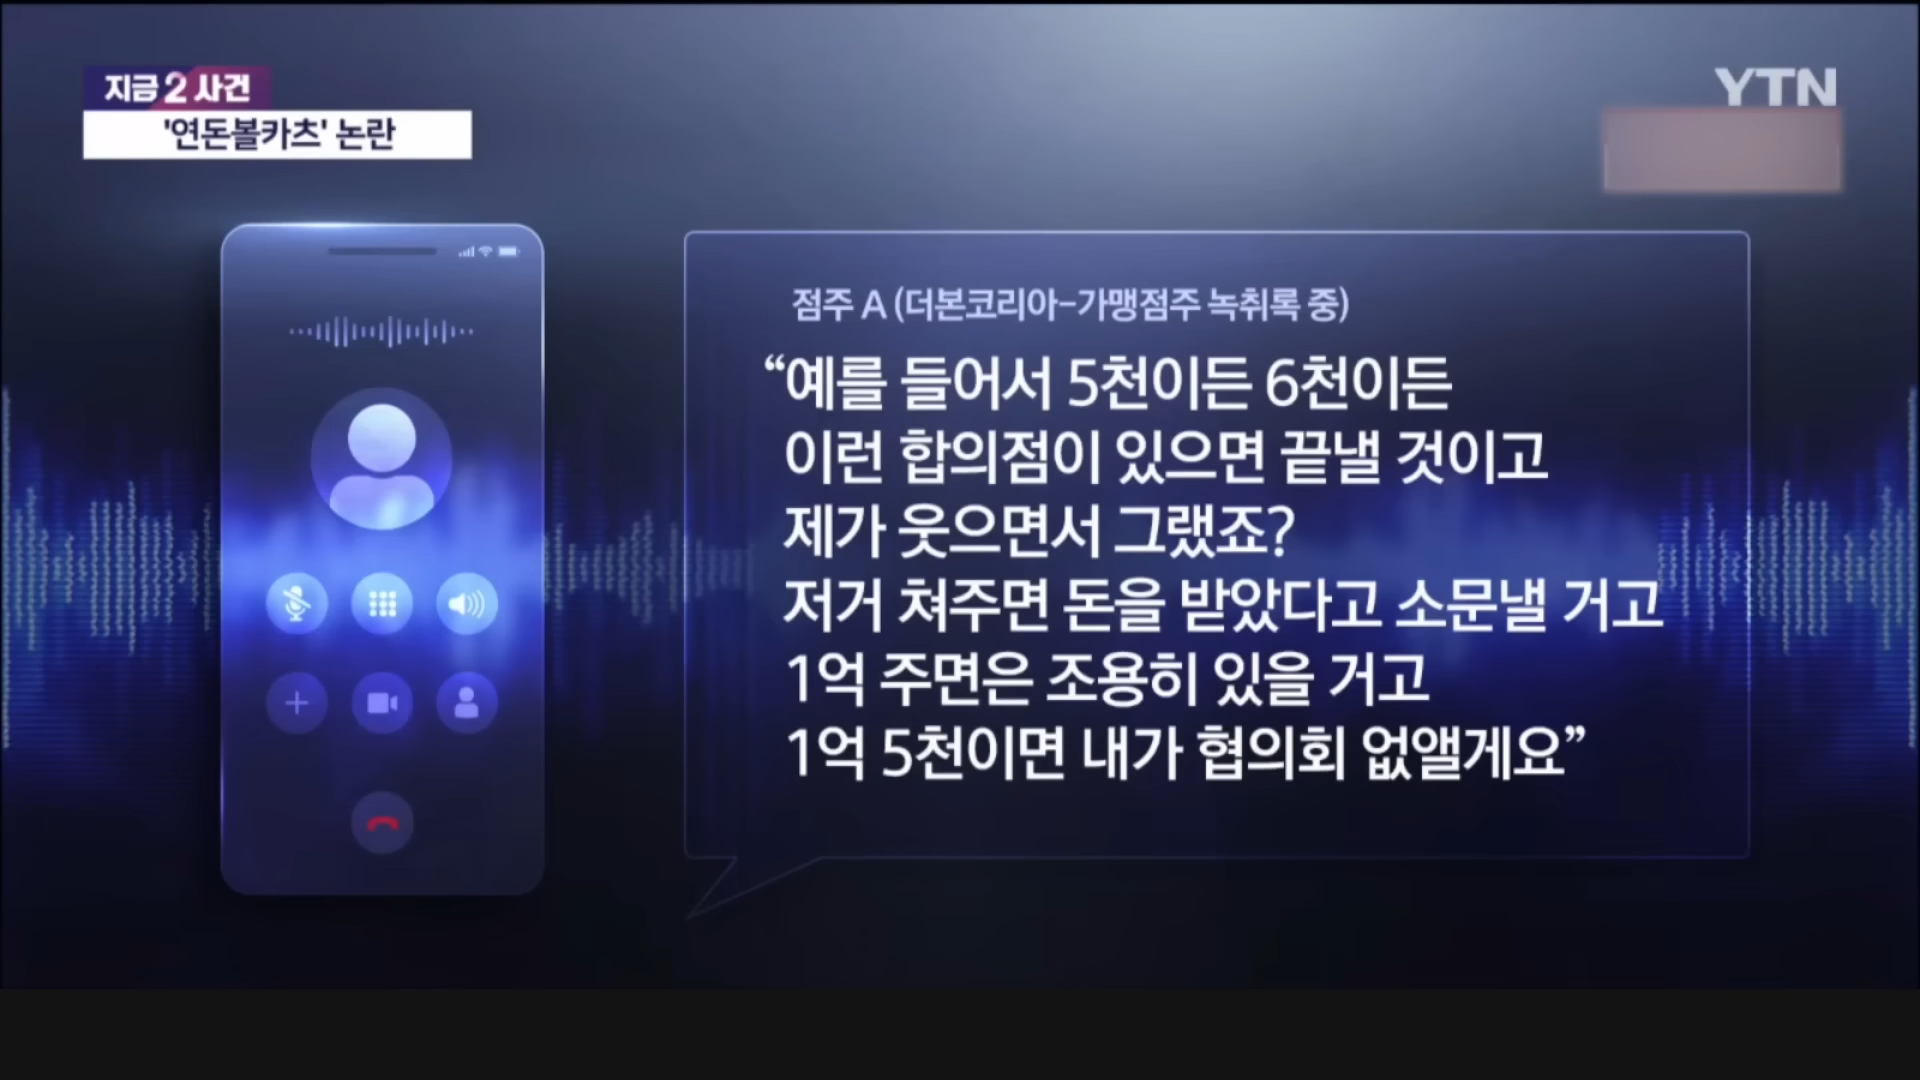 지금 2 사건
'연돈볼카츠' 논란
YTN
점주 A (더본코리아-가맹점주 녹취록 중)
“예를 들어서 5천이든 6천이든
이런 합의점이 있으면 끝낼 것이고
제가 웃으면서 그랬죠?
저거 쳐주면 돈을 받았다고 소문낼 거고
1억 주면은 조용히 있을 거고
1억 5천이면 내가 협의회 없앨게요”